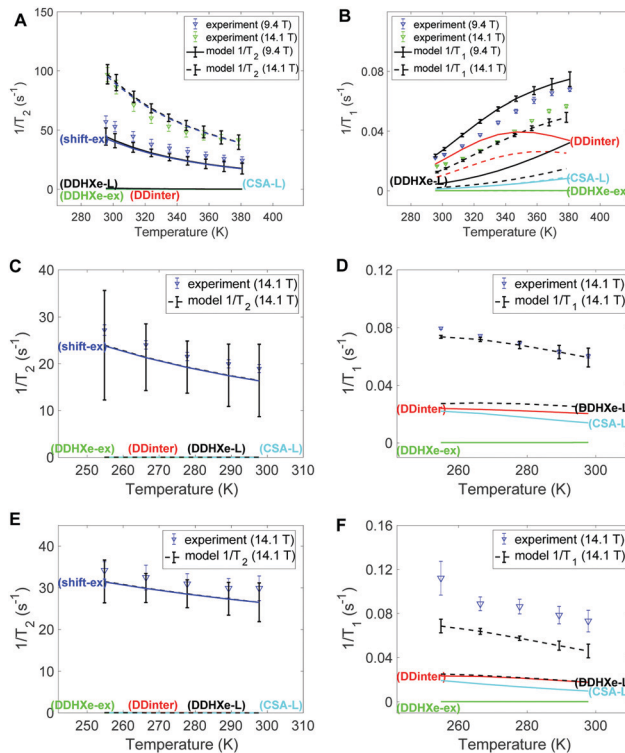 A
B
experiment (9.4 T)
experiment (14.1 T)
model 1/T2 (9.4 T)
model 1/T2 (14.1 T)
150
100
50
0
1/T2 (s-1)
(shift-ex)
(DDHXe-L)
(DDHXe-ex)
(DDinter)
(CSA-L)
280 300 320 340 360 380 400
Temperature (K)
experiment (9.4 T)
experiment (14.1 T)
model 1/T1 (9.4 T)
model 1/T1 (14.1 T)
0.08
0.04
0
1/T1 (s-1)
(DDinter)
(DDHXe-L)
(CSA-L)
(DDHXe-ex)
300 320 340 360 380 400
Temperature (K)
C
D
experiment (14.1 T)
model 1/T2 (14.1 T)
40
30
20
10
0
1/T2 (s-1)
(shift-ex)
(DDHXe-ex) (DDinter) (DDHXe-L) (CSA-L)
250 260 270 280 290 300 310
Temperature (K)
experiment (14.1 T)
model 1/T1 (14.1 T)
0.12
0.08
0.04
0
1/T1 (s-1)
(DDinter)
(DDHXe-L)
(CSA-L)
(DDHXe-ex)
260 280 300
Temperature (K)
E
F
experiment (14.1 T)
model 1/T2 (14.1 T)
40
30
20
10
0
1/T2 (s-1)
(shift-ex)
(DDHXe-ex) (DDinter) (DDHXe-L) (CSA-L)
250 260 270 280 290 300 310
Temperature (K)
experiment (14.1 T)
model 1/T1 (14.1 T)
0.16
0.12
0.08
0.04
0
1/T1 (s-1)
(DDinter)
(DDHXe-L)
(CSA-L)
(DDHXe-ex)
260 280 300
Temperature (K)